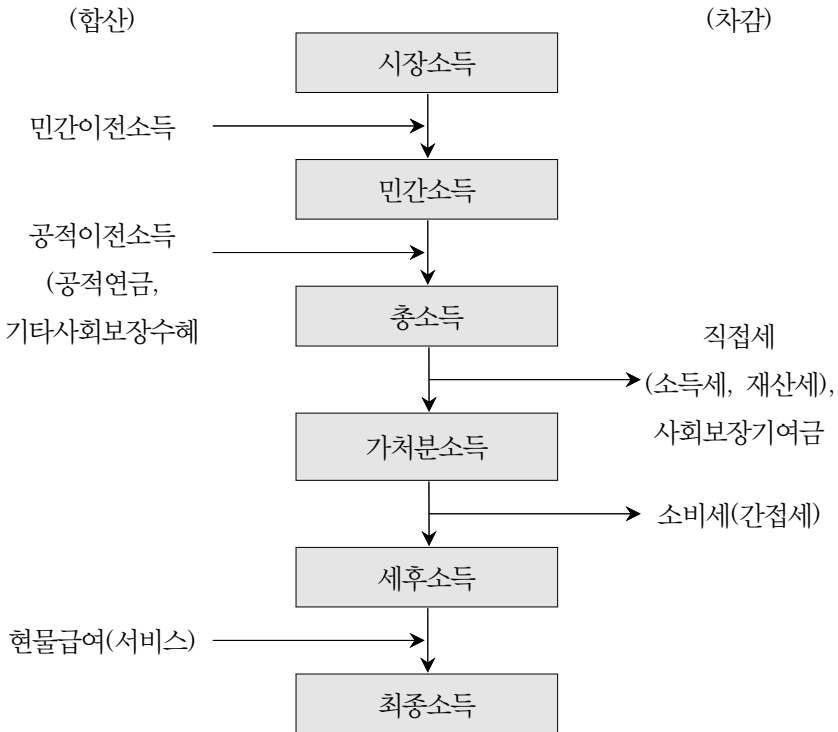 (합산)
(차감)
시장소득
민간이전소득
민간소득
공적이전소득
(공적연금,
기타사회보장수혜
총소득
직접세
(소득세, 재산세),
사회보장기여금
가처분소득
소비세(간접세)
세후소득
현물급여(서비스)
최종소득